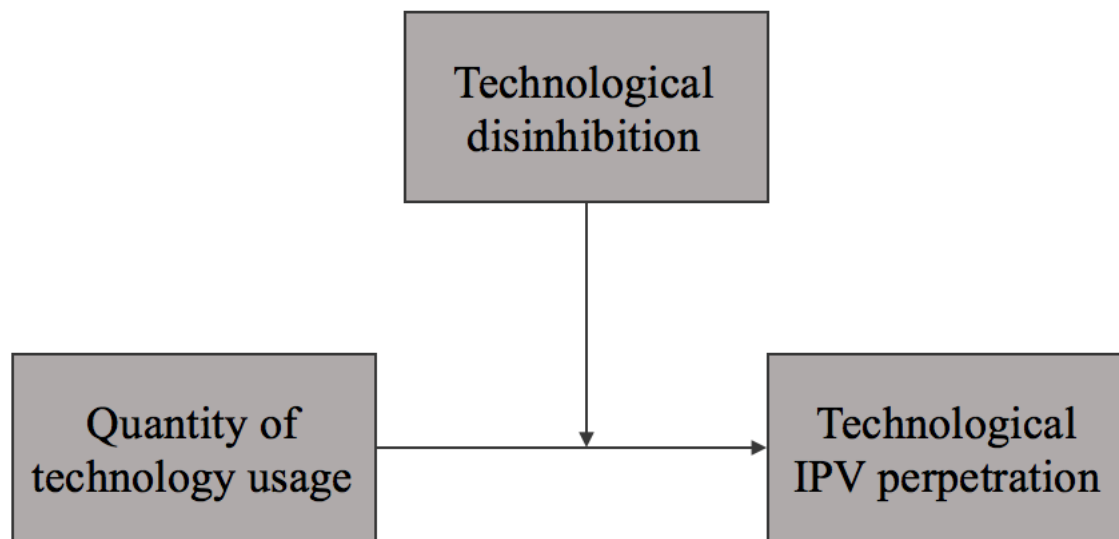 Technological
disinhibition
Quantity of
technology usage
Technological
IPV perpetration